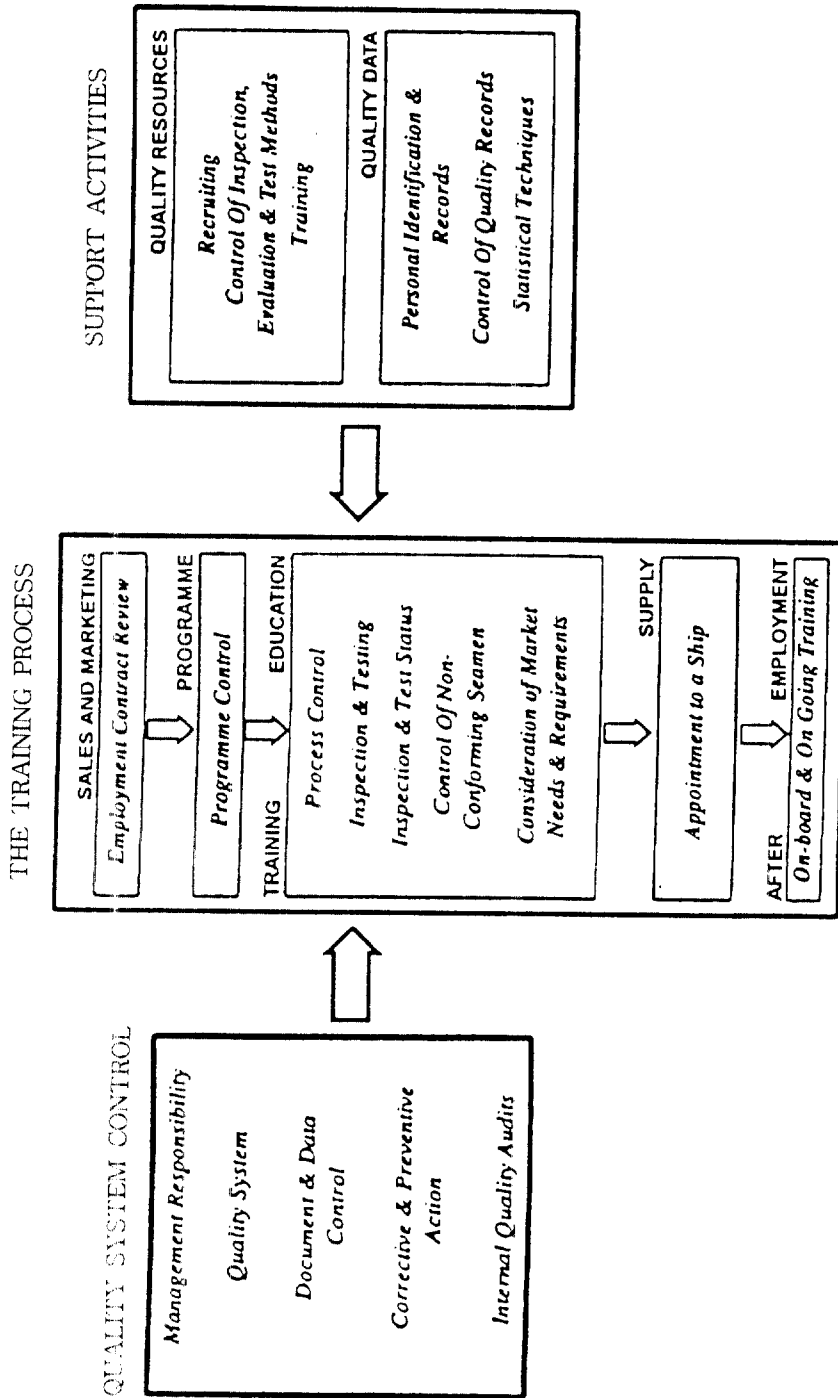 QUALITY SYSTEM CONTROL
Management Responsibility
Quality System
Document & Data
Control
Corrective & Preventive
Action
Internal Quality Audits
THE TRAINING PROCESS
SALES AND MARKETING
Employment Contract Review
PROGRAMME
Programme Control
TRAINING EDUCATION
Process Control
Inspection & Testing
Inspection & Test Status
Control Of Non-
Conforming Seamen
Consideration of Market
Needs & Requirements
SUPPLY
Appointment to a Ship
AFTER EMPLOYMENT
On-board & On Going Training
SUPPORT ACTIVITIES
QUALITY RESOURCES
Recruiting
Control Of Inspection,
Evaluation & Test Methods
Training
QUALITY DATA
Personal Identification &
Records
Control Of Quality Records
Statistical Techniques